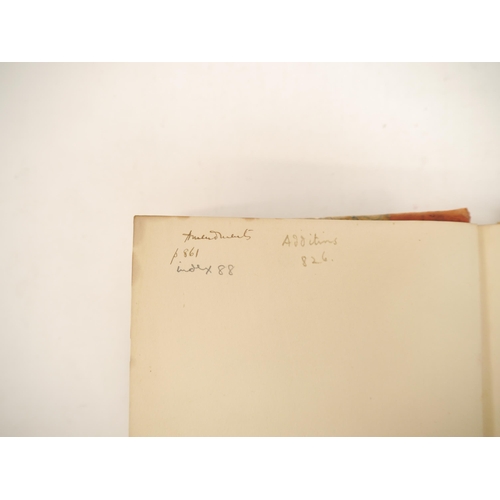 Amendments
p.861
index 88
Additions
826.